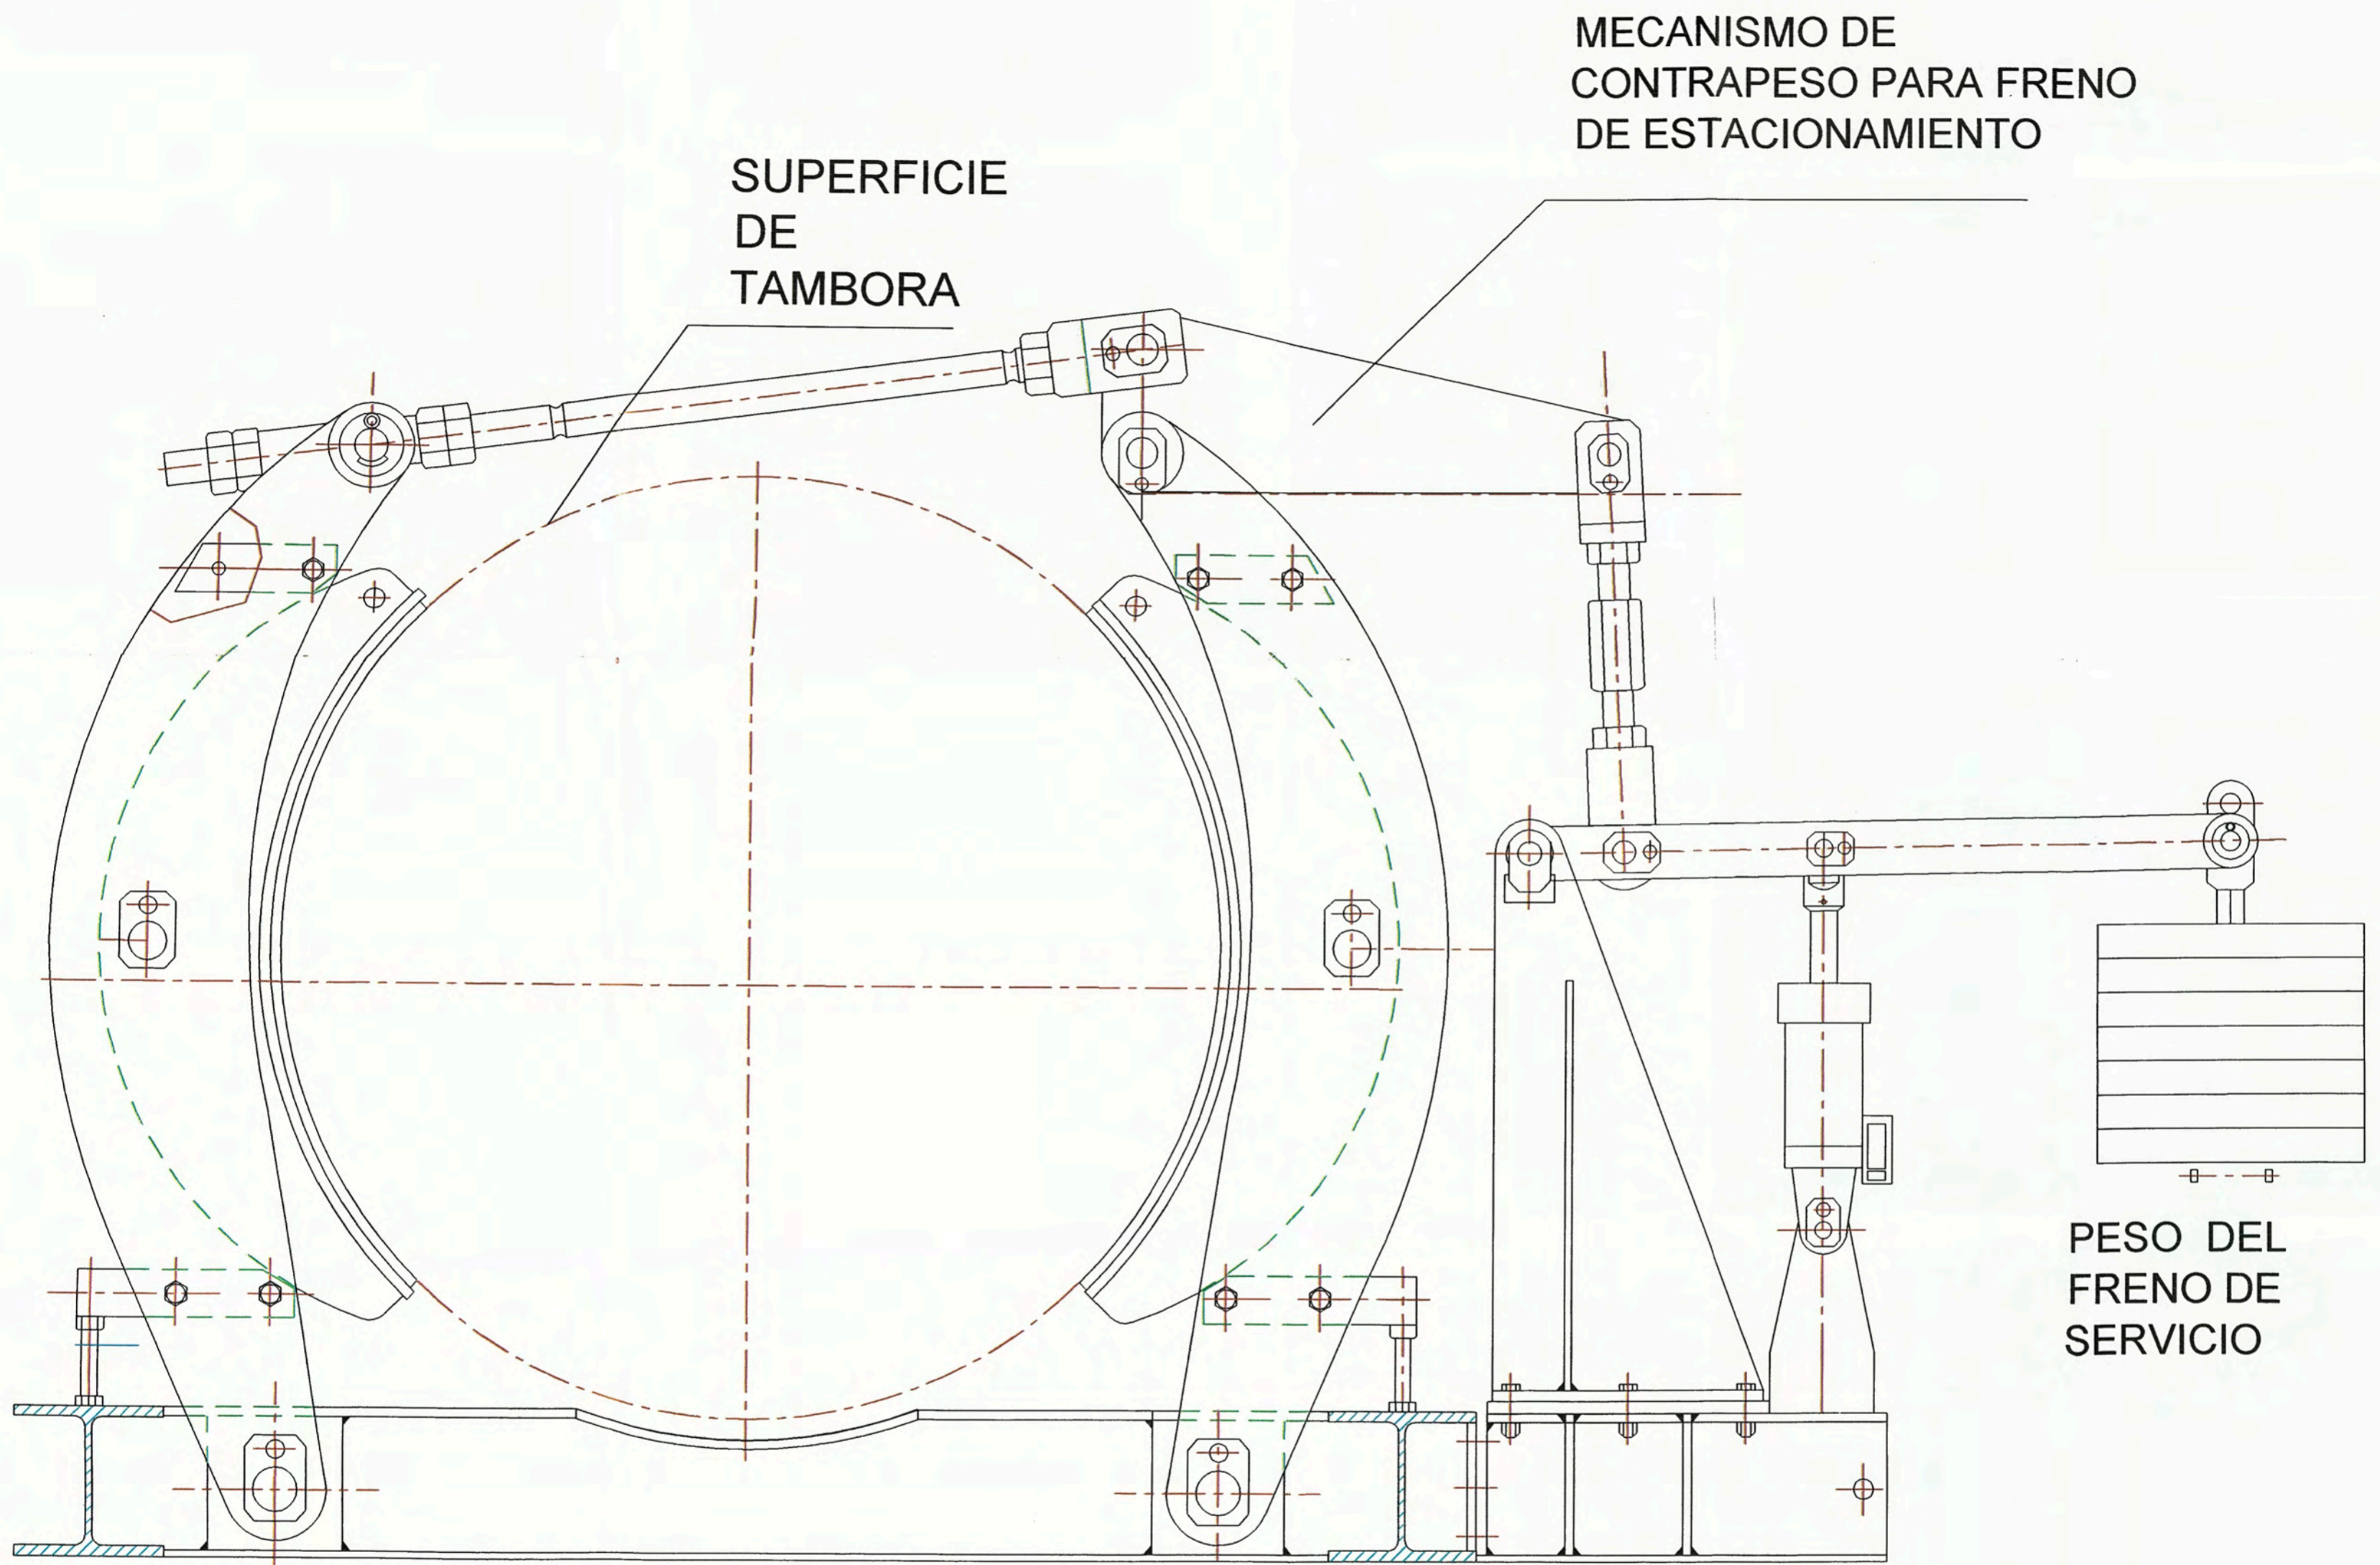 MECANISMO DE
CONTRAPESO PARA FRENO
DE ESTACIONAMIENTO
SUPERFICIE
DE
TAMBORA
PESO DEL
FRENO DE
SERVICIO